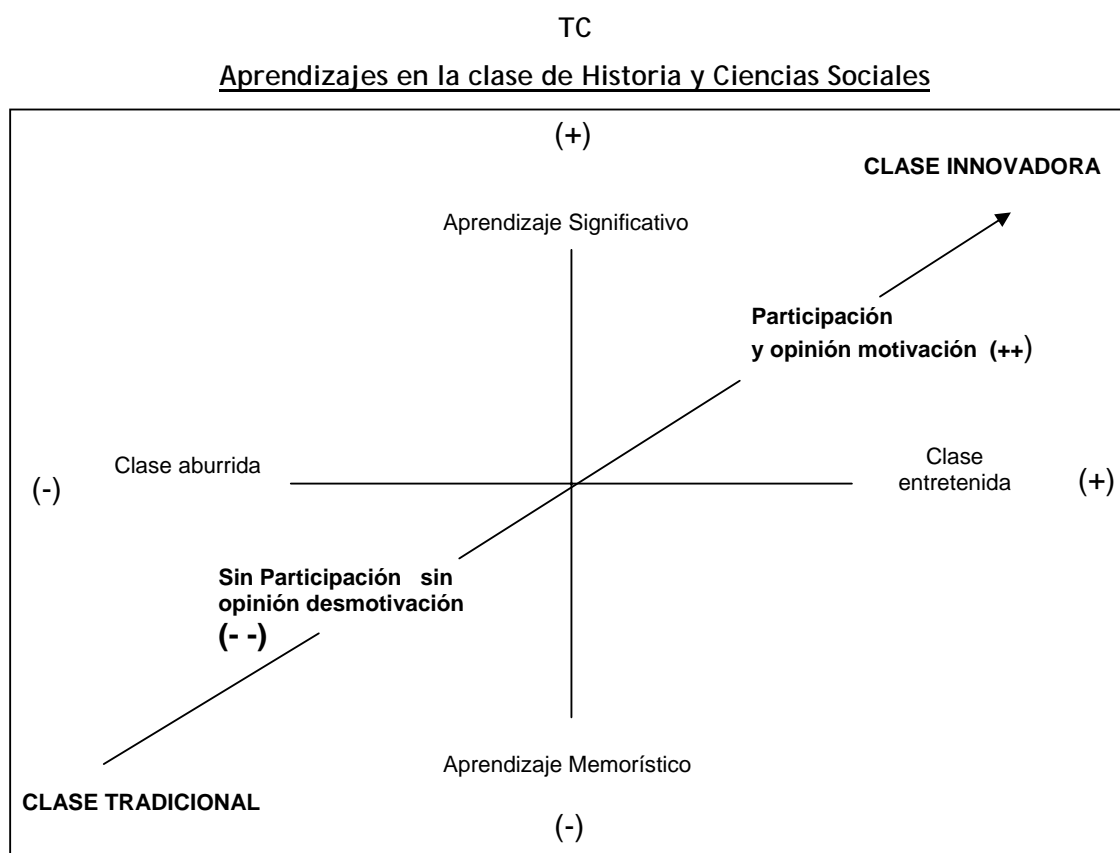 TC
Aprendizajes en la clase de Historia y Ciencias Sociales
(+)
CLASE INNOVADORA
Aprendizaje Significativo
Participación
y opinión motivación (++)
Clase aburrida
Clase
entretenida
(-)
(+)
Sin Participación sin
opinión desmotivación
(- -)
Aprendizaje Memorístico
CLASE TRADICIONAL
(-)